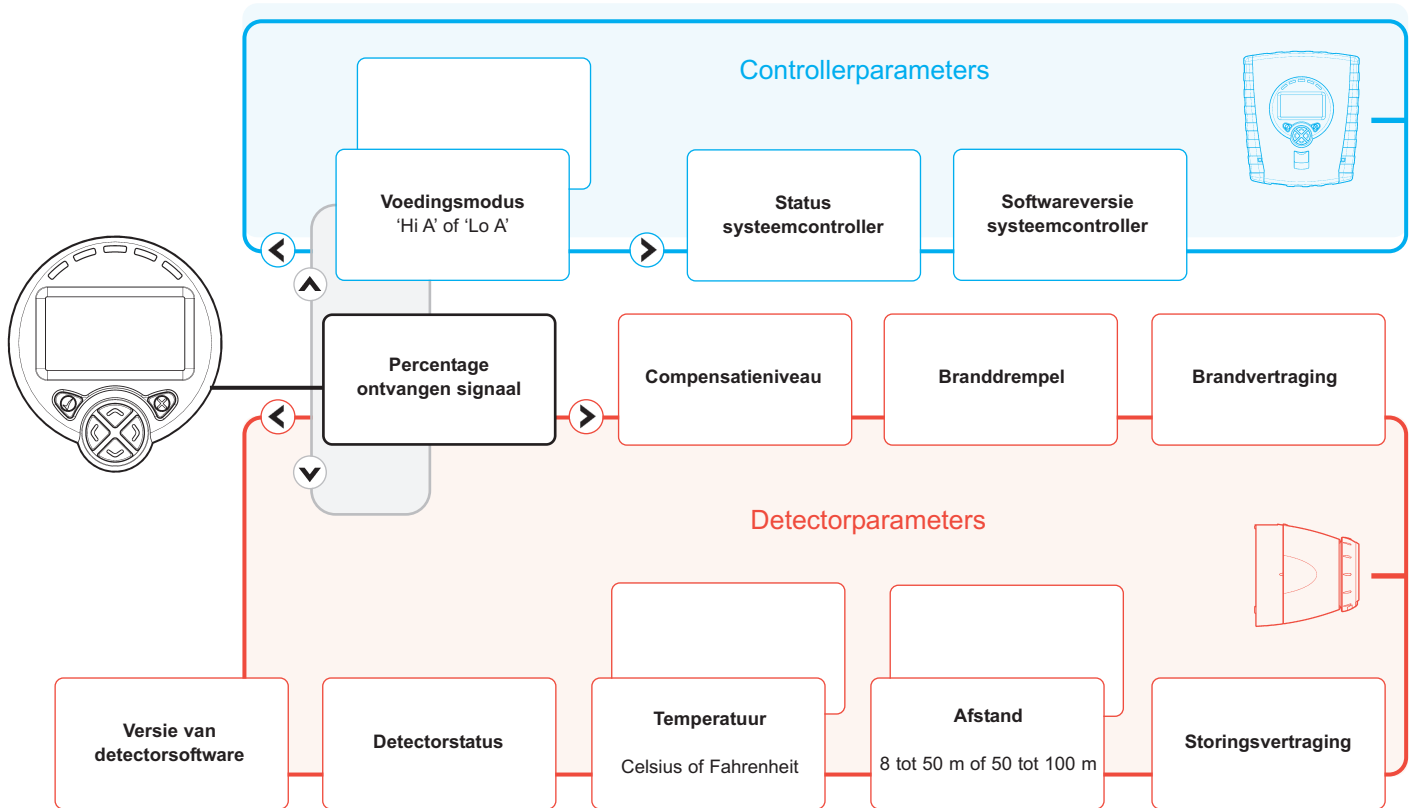 Controllerparameters
Voedingsmodus
‘Hi A’ of ‘Lo A’
Status
systeemcontroller
Softwareversie
systeemcontroller
Percentage
ontvangen signaal
Compensatieniveau
Branddrempel
Brandvertraging
Detectorparameters
Versie van
detectorsoftware
Detectorstatus
Temperatuur
Celsius of Fahrenheit
Afstand
8 tot 50 m of 50 tot 100 m
Storingsvertraging